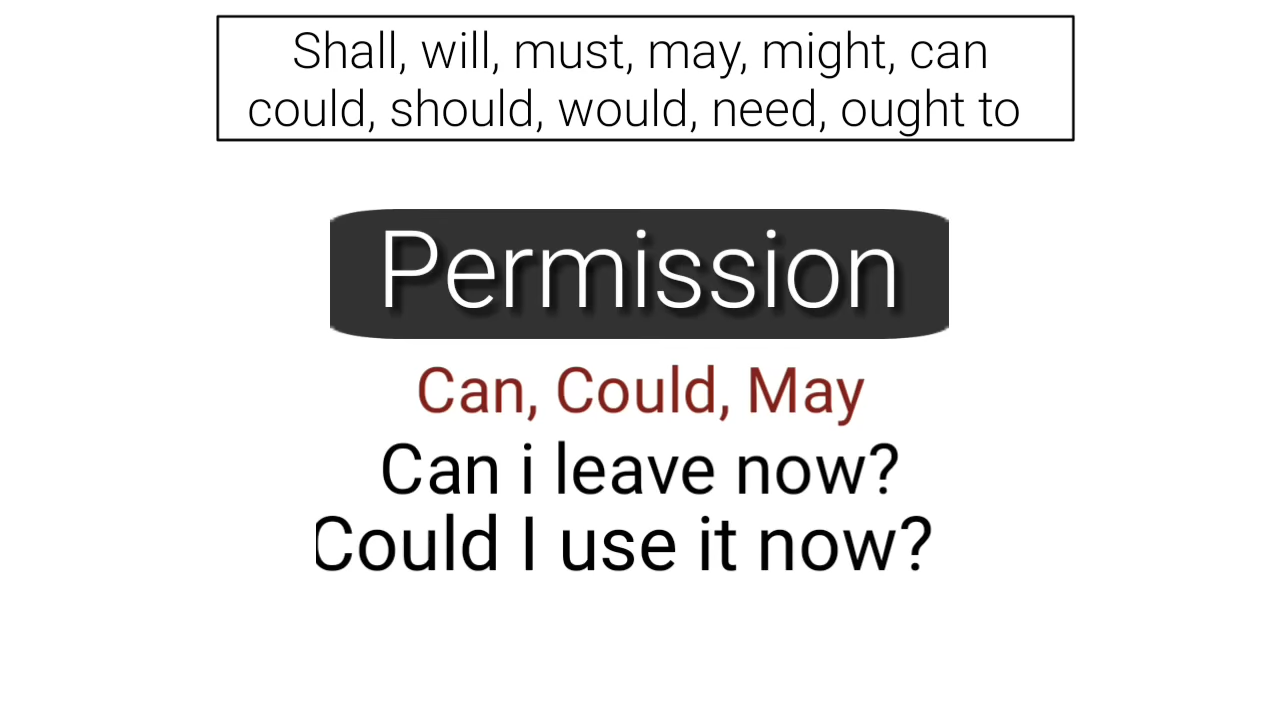 Shall, will, must, may, might, can
could, should, would, need, ought to
Permission
Can, Could, May
Can i leave now?
Could I use it now?